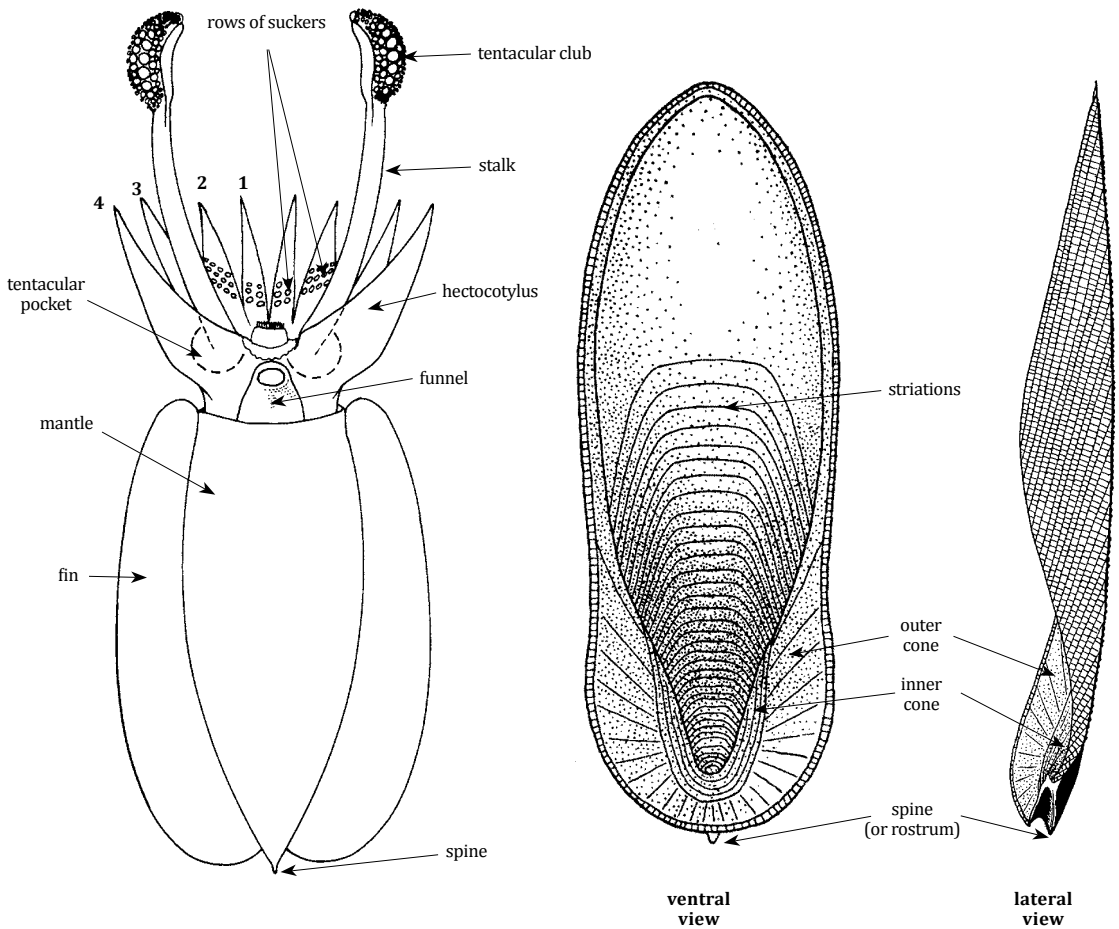 rows of suckers
tentacular club
stalk
3
2
1
4
tentacular
pocket
hectocotylus
funnel
mantle
fin
spine
striations
outer
cone
inner
cone
spine
(or rostrum)
ventral
view
lateral
view